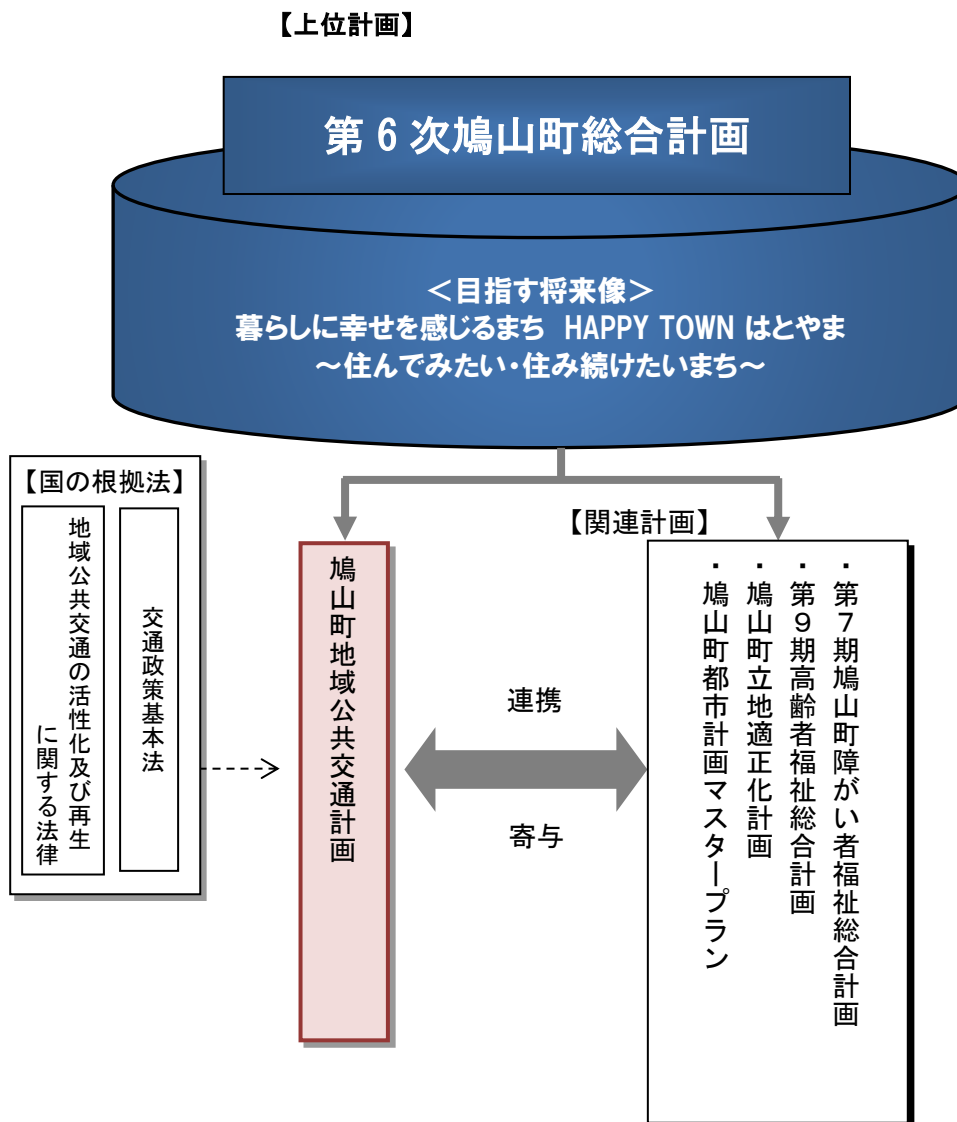 【上位計画】
第6次鳩山町総合計画
＜目指す将来像＞
暮らしに幸せを感じるまち　HAPPY TOWN はとやま
～住んでみたい・住み続けたいまち～
【国の根拠法】
交通政策基本法
地域公共交通の活性化及び再生
に関する法律
鳩山町地域公共交通計画
連携
寄与
【関連計画】
・第７期鳩山町障がい者福祉総合計画
・第９期高齢者福祉総合計画
・鳩山町立地適正化計画
・鳩山町都市計画マスタープラン